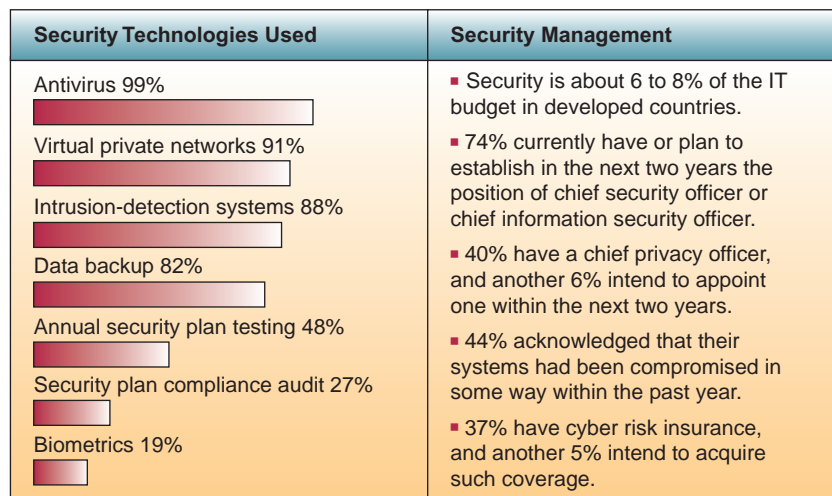 Security Technologies Used
Antivirus 99%
Virtual private networks 91%
Intrusion-detection systems 88%
Data backup 82%
Annual security plan testing 48%
Security plan compliance audit 27%
Biometrics 19%
Security Management
▪ Security is about 6 to 8% of the IT
budget in developed countries.
▪ 74% currently have or plan to
establish in the next two years the
position of chief security officer or
chief information security officer.
▪ 40% have a chief privacy officer,
and another 6% intend to appoint
one within the next two years.
▪ 44% acknowledged that their
systems had been compromised in
some way within the past year.
▪ 37% have cyber risk insurance,
and another 5% intend to acquire
such coverage.